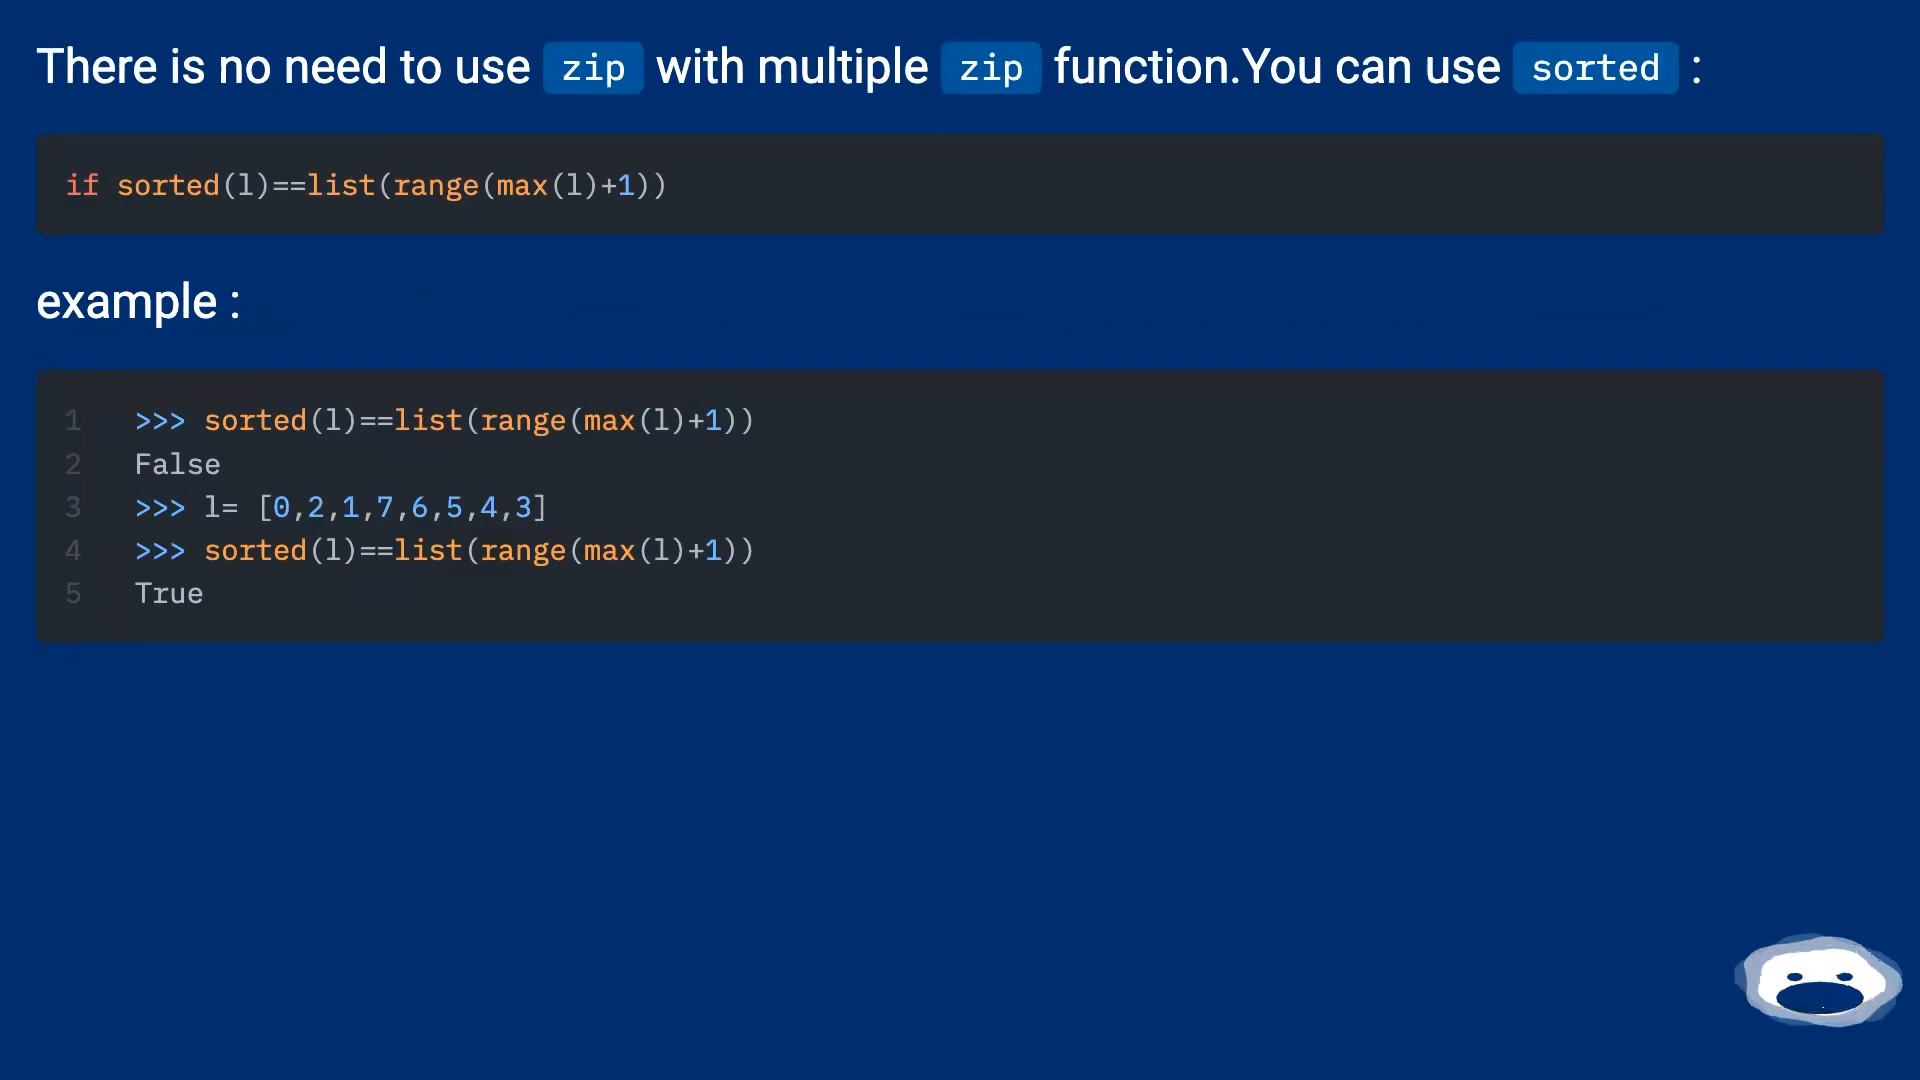 There is no need to use zip with multiple zip function.You can use sorted :
if sorted(l)==list(range(max(l)+1))
example :
1 >>> sorted(l)==list(range(max(l)+1))
2 False
3 >>> l= [0,2,1,7,6,5,4,3]
4 >>> sorted(l)==list(range(max(l)+1))
5 True